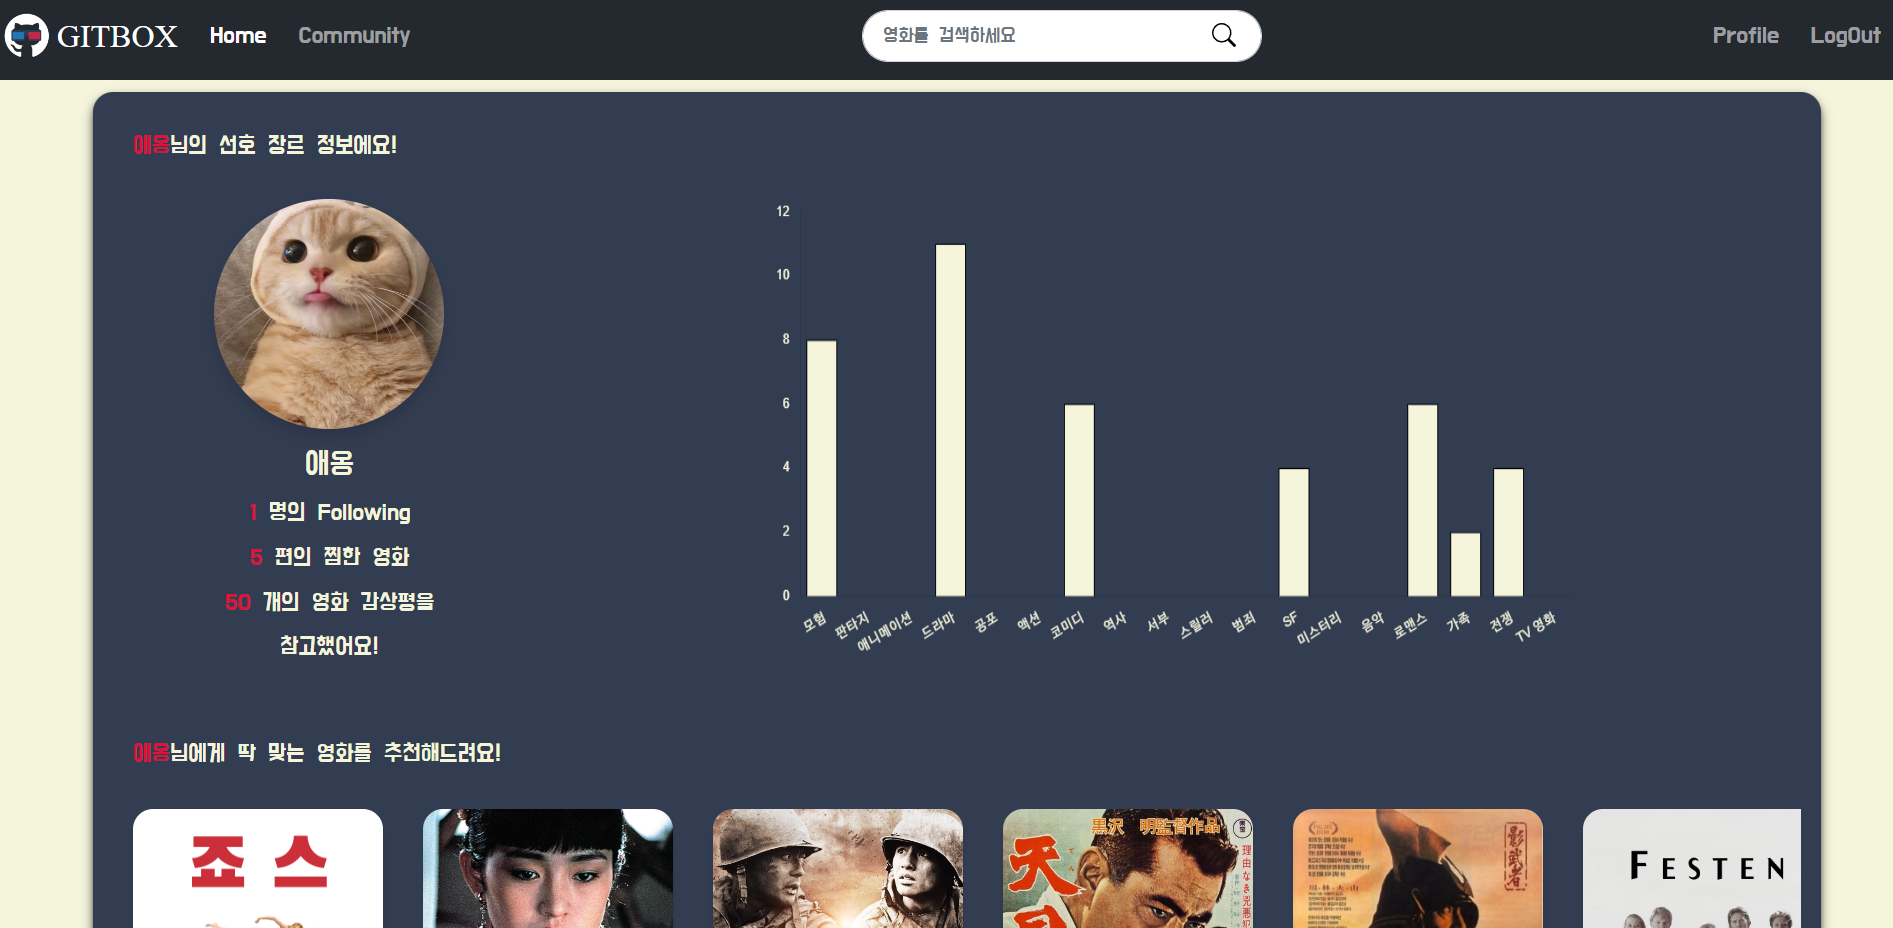 GITBOX Home Community 영화를 검색하세요 Profile LogOut
애옹님의 선호 장르 정보에요!
12
10
8
6
4
2
0
모험 판타지 애니메이션 드라마 공포 액션 코미디 역사 서부 스릴러 범죄 SF 미스터리 음악 로맨스 가족 전쟁 TV 영화
애옹
1 명의 Following
5 편의 찜한 영화
50 개의 영화 감상평을
참고했어요!
애옹님에게 딱 맞는 영화를 추천해드려요!
죠스
黒沢 明監督作品
天
理由なき兇悪犯
影武者
FESTEN